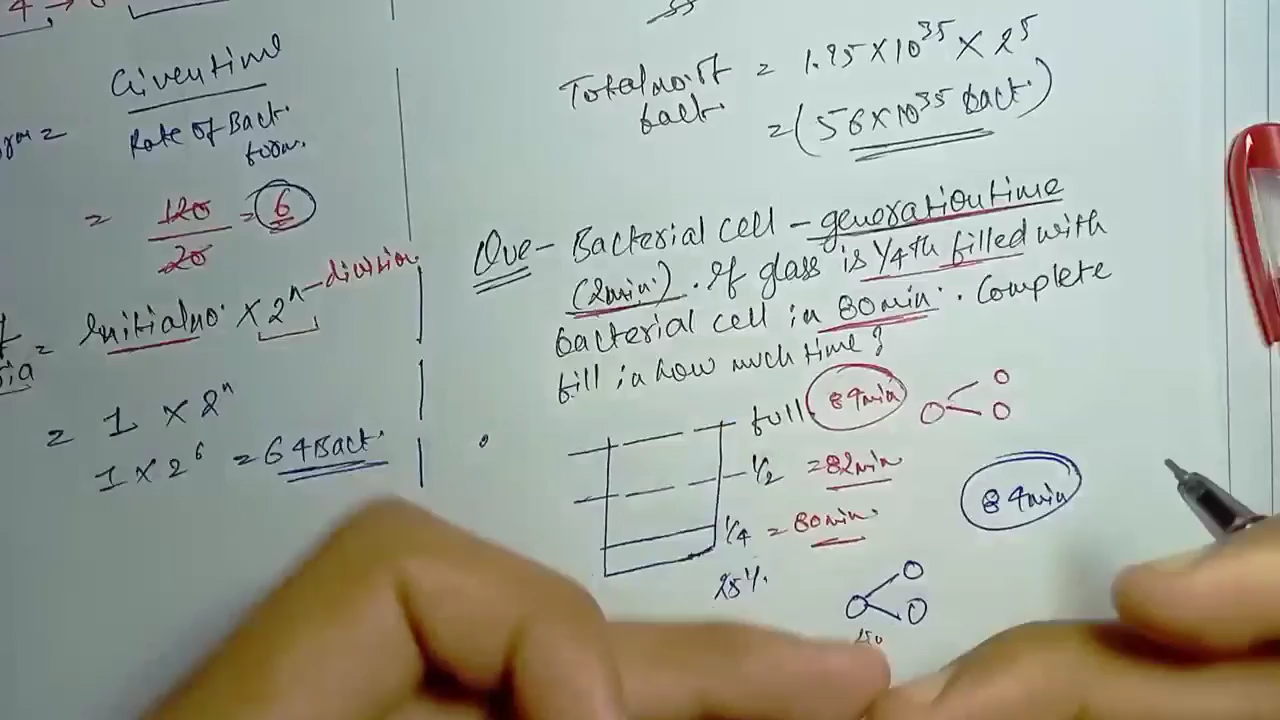 Given time
Rate of Bact.
form.
= 120
20
= 6
Initial no. × 2ⁿ - division
= 1 × 2ⁿ
1 × 2⁶ = 64 Bact.
Total no. of = 1.75×10³⁵ × 2⁵
bact.
= (56×10³⁵ Bact.)
Que - Bacterial cell - generation time
(2min). If glass is 1/4th filled with
bacterial cell in 80min. Complete
fill in how much time?
full 84min
1/2 = 82min
1/4 = 80min.
84min
25%